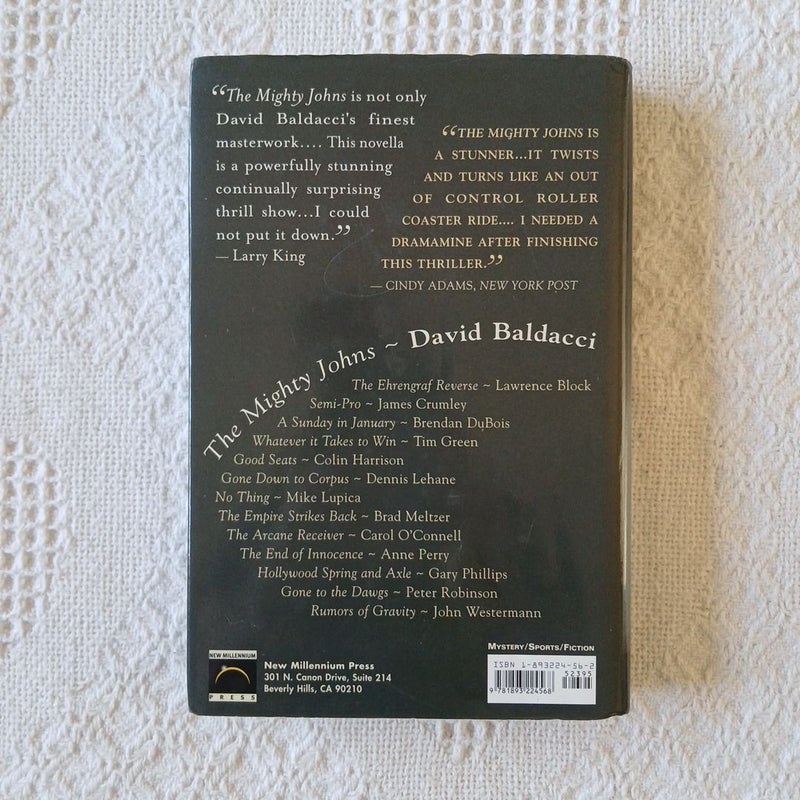 “The Mighty Johns is not only
David Baldacci's finest
masterwork.... This novella
is a powerfully stunning
continually surprising
thrill show...I could
not put it down.”
— Larry King
“THE MIGHTY JOHNS IS
A STUNNER...IT TWISTS
AND TURNS LIKE AN OUT
OF CONTROL ROLLER
COASTER RIDE.... I NEEDED A
DRAMAMINE AFTER FINISHING
THIS THRILLER.”
— CINDY ADAMS, NEW YORK POST
The Mighty Johns ~ David Baldacci
The Ehrengraf Reverse ~ Lawrence Block
Semi-Pro ~ James Crumley
A Sunday in January ~ Brendan DuBois
Whatever it Takes to Win ~ Tim Green
Good Seats ~ Colin Harrison
Gone Down to Corpus ~ Dennis Lehane
No Thing ~ Mike Lupica
The Empire Strikes Back ~ Brad Meltzer
The Arcane Receiver ~ Carol O'Connell
The End of Innocence ~ Anne Perry
Hollywood Spring and Axle ~ Gary Phillips
Gone to the Dawgs ~ Peter Robinson
Rumors of Gravity ~ John Westermann
NEW MILLENNIUM
PRESS
New Millennium Press
301 N. Canon Drive, Suite 214
Beverly Hills, CA 90210
MYSTERY/SPORTS/FICTION
ISBN 1-893224-56-2
52395
9 781893 224568